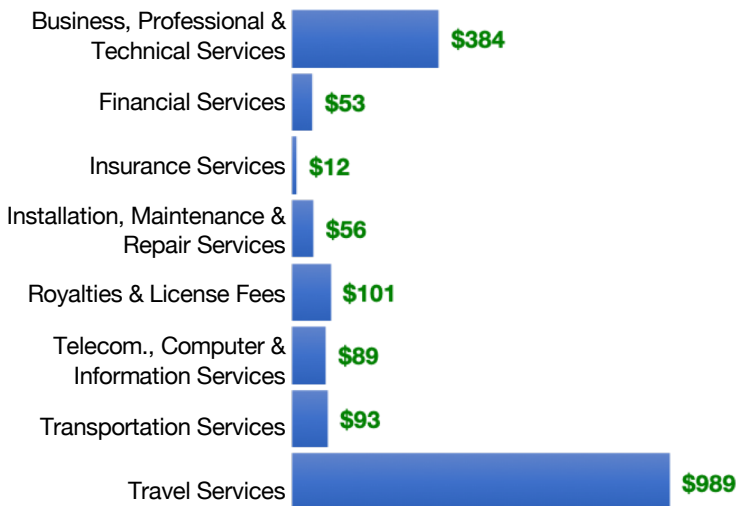 Business, Professional &
Technical Services
$384
Financial Services
$53
Insurance Services
$12
Installation, Maintenance &
Repair Services
$56
Royalties & License Fees
$101
Telecom., Computer &
Information Services
$89
Transportation Services
$93
Travel Services
$989